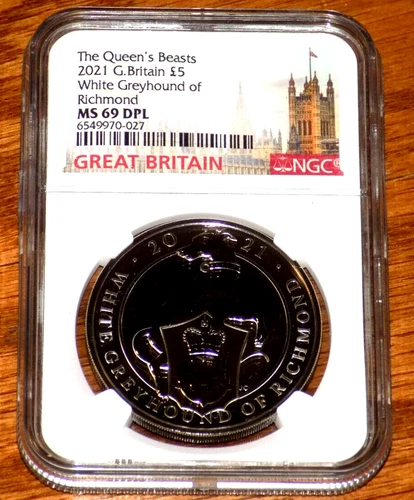 The Queen's Beasts
2021 G.Britain £5
White Greyhound of
Richmond
MS 69 DPL
6549970-027
GREAT BRITAIN
NGC
· 20 21 ·
WHITE GREYHOUND OF RICHMOND